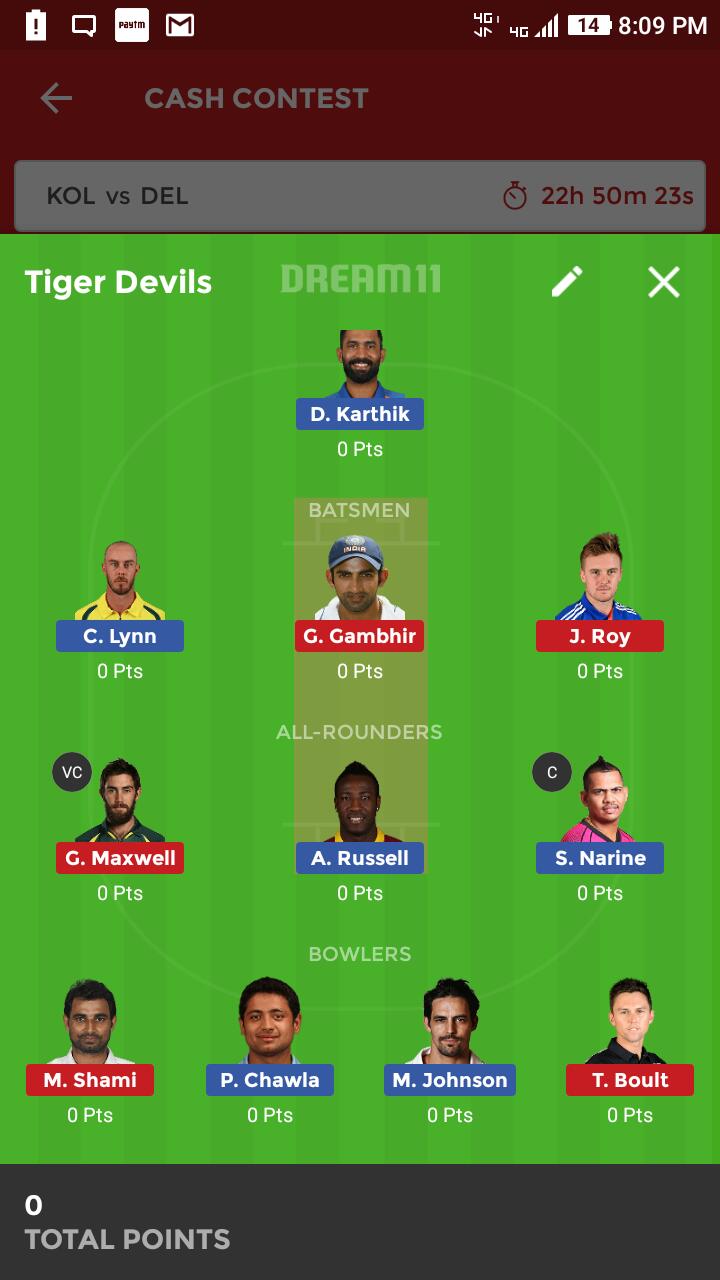 Paytm
4G
4G
14
8:09 PM
CASH CONTEST
KOL vs DEL
22h 50m 23s
Tiger Devils
DREAM11
D. Karthik
0 Pts
BATSMEN
INDIA
C. Lynn
G. Gambhir
J. Roy
0 Pts
0 Pts
0 Pts
ALL-ROUNDERS
VC
C
G. Maxwell
A. Russell
S. Narine
0 Pts
0 Pts
0 Pts
BOWLERS
M. Shami
P. Chawla
M. Johnson
T. Boult
0 Pts
0 Pts
0 Pts
0 Pts
0
TOTAL POINTS